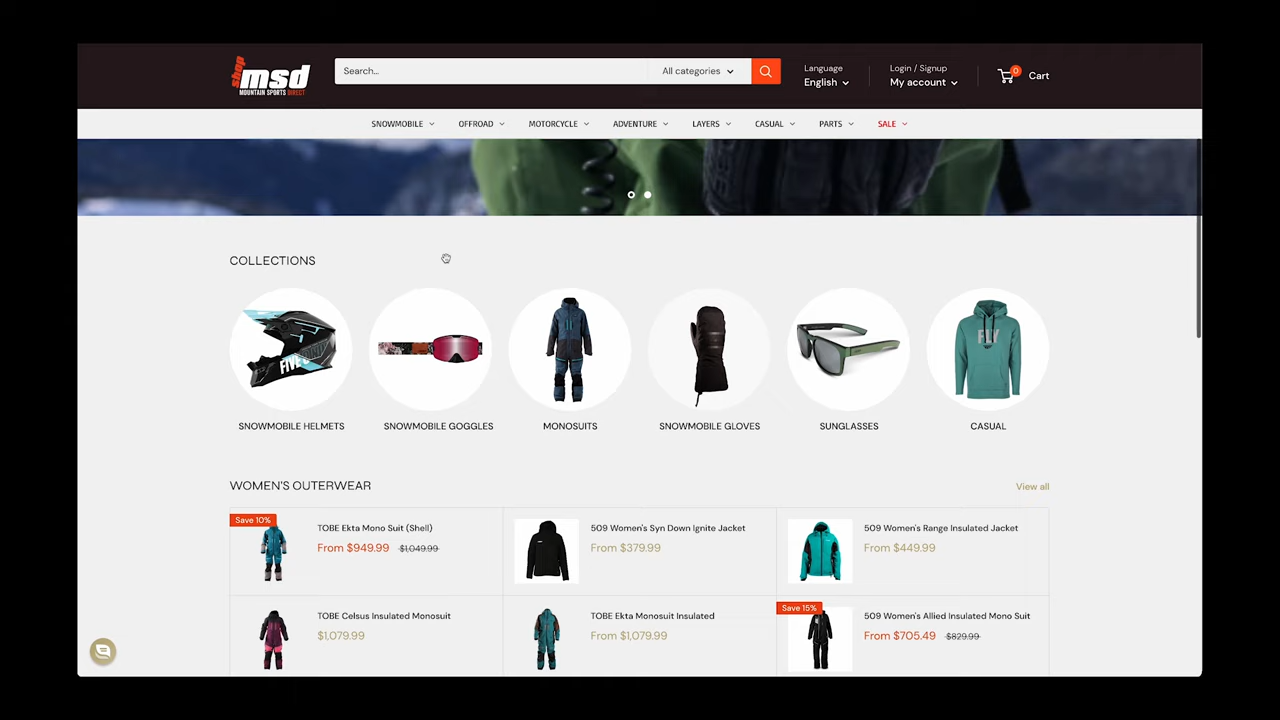 shop
msd
MOUNTAIN SPORTS DIRECT
Search...
All categories
Language
English
Login / Signup
My account
0
Cart
SNOWMOBILE
OFFROAD
MOTORCYCLE
ADVENTURE
LAYERS
CASUAL
PARTS
SALE
COLLECTIONS
FIVE
FLY
SNOWMOBILE HELMETS
SNOWMOBILE GOGGLES
MONOSUITS
SNOWMOBILE GLOVES
SUNGLASSES
CASUAL
WOMEN'S OUTERWEAR
View all
Save 10%
TOBE Ekta Mono Suit (Shell)
From $949.99 $1,049.99
509 Women's Syn Down Ignite Jacket
From $379.99
509 Women's Range Insulated Jacket
From $449.99
TOBE Celsus Insulated Monosuit
$1,079.99
TOBE Ekta Monosuit Insulated
From $1,079.99
Save 15%
509 Women's Allied Insulated Mono Suit
From $705.49 $829.99